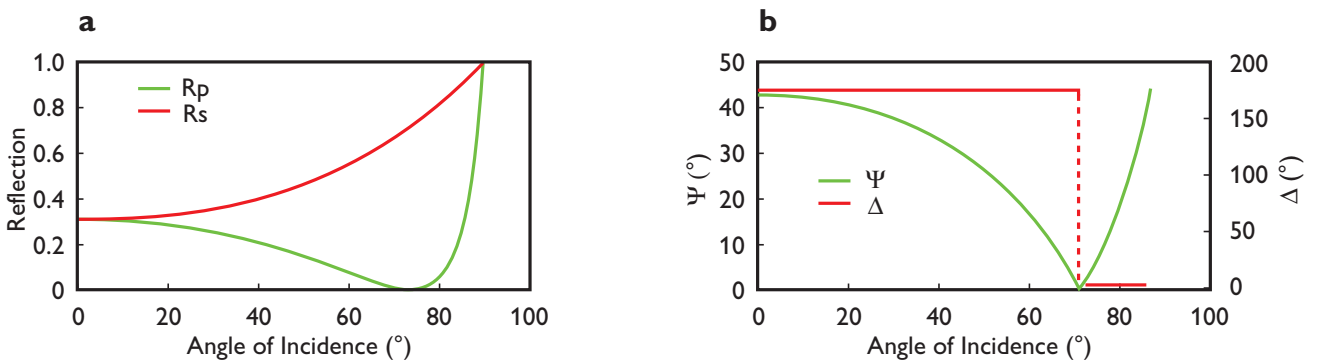 a
1.0
0.8
0.6
0.4
0.2
0
Reflection
Rp
Rs
0 20 40 60 80 100
Angle of Incidence (°)
b
50
40
30
20
10
0
Ψ (°)
Ψ
Δ
200
150
100
50
0
Δ (°)
0 20 40 60 80 100
Angle of Incidence (°)